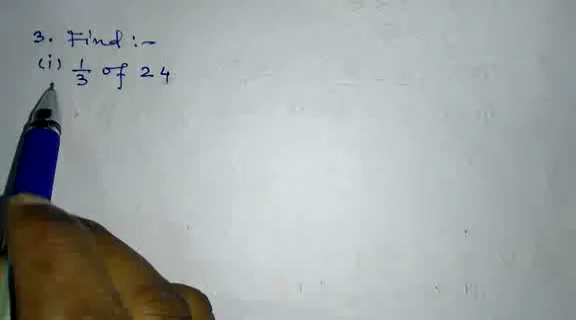 3. Find :-
(i) 1/3 of 24